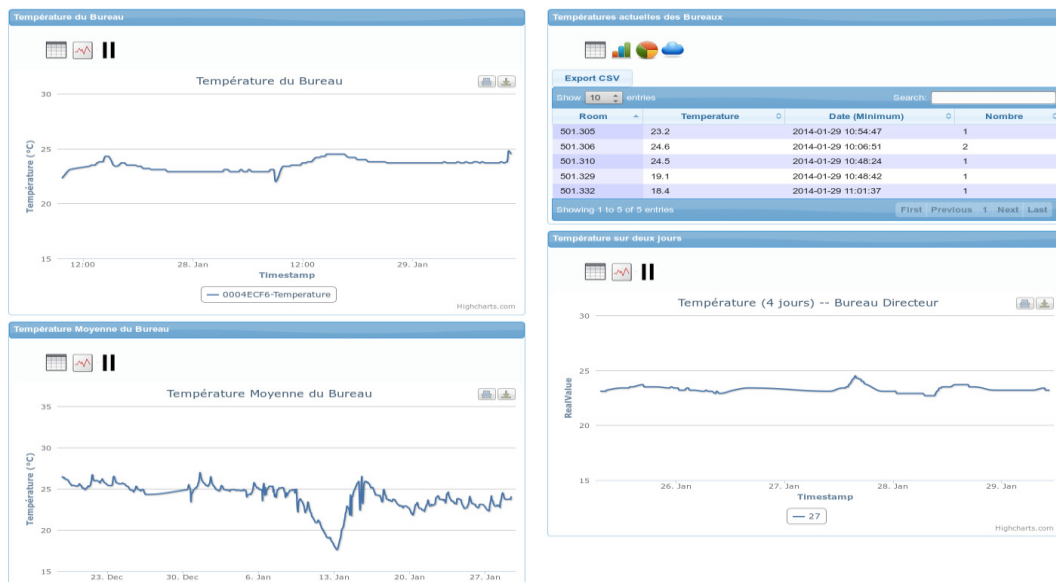 Température du Bureau
Température du Bureau
30
25
20
15
Température (°C)
12:00 28. Jan 12:00 29. Jan
Timestamp
0004ECF6-Temperature
Highcharts.com
Température Moyenne du Bureau
Température Moyenne du Bureau
35
30
25
20
15
Température (°C)
23. Dec 30. Dec 6. Jan 13. Jan 20. Jan 27. Jan
Températures actuelles des Bureaux
Export CSV
Show 10 entries Search:
Room Temperature Date (Minimum) Nombre
501.305 23.2 2014-01-29 10:54:47 1
501.306 24.6 2014-01-29 10:06:51 2
501.310 24.5 2014-01-29 10:48:24 1
501.329 19.1 2014-01-29 10:48:42 1
501.332 18.4 2014-01-29 11:01:37 1
Showing 1 to 5 of 5 entries First Previous 1 Next Last
Température sur deux jours
Température (4 jours) -- Bureau Directeur
30
25
20
15
RealValue
26. Jan 27. Jan 28. Jan 29. Jan
Timestamp
27
Highcharts.com